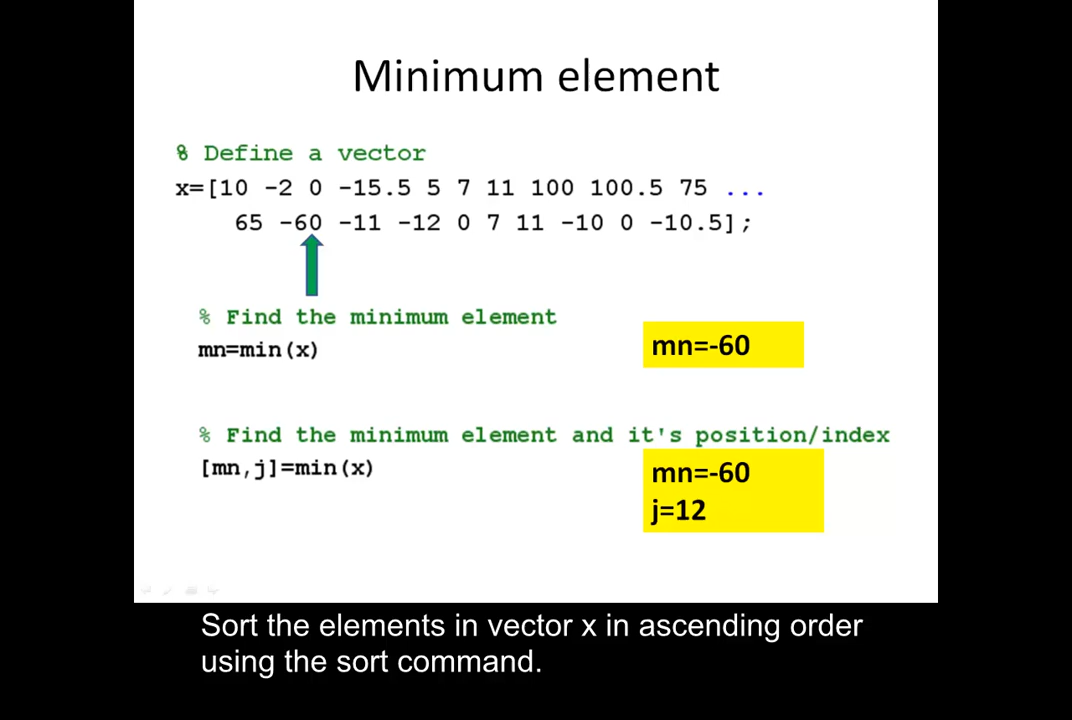 Minimum element
% Define a vector
x=[10 -2 0 -15.5 5 7 11 100 100.5 75 ...
65 -60 -11 -12 0 7 11 -10 0 -10.5];
% Find the minimum element
mn=min(x)
mn=-60
% Find the minimum element and it's position/index
[mn,j]=min(x)
mn=-60
j=12
Sort the elements in vector x in ascending order
using the sort command.